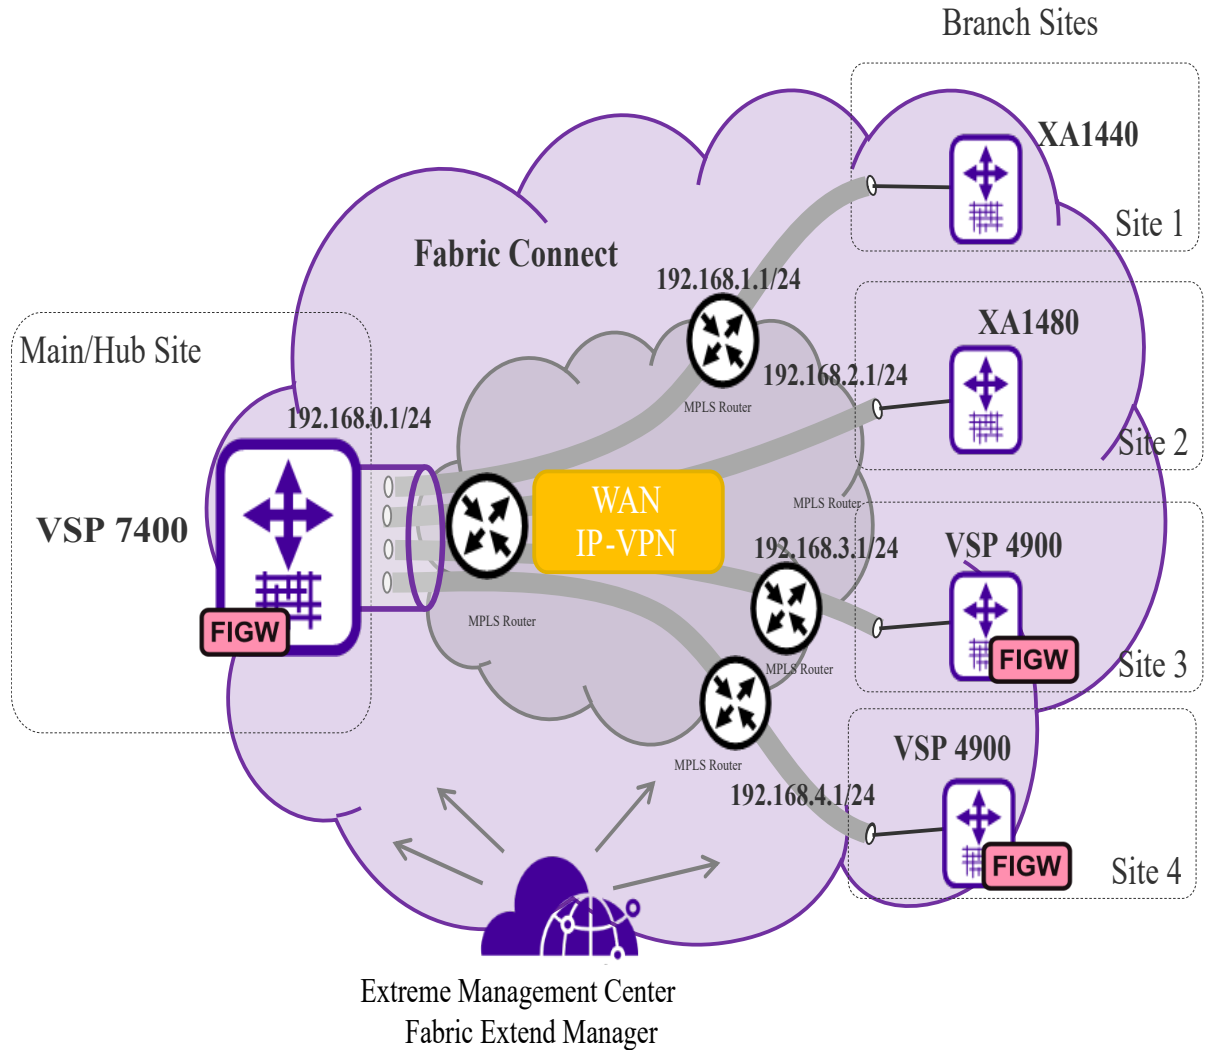 Branch Sites
XA1440
Site 1
Fabric Connect
192.168.1.1/24
XA1480
Main/Hub Site
192.168.2.1/24
MPLS Router
192.168.0.1/24
Site 2
WAN
IP-VPN
MPLS Router
VSP 7400
192.168.3.1/24
VSP 4900
FIGW
MPLS Router
MPLS Router
FIGW
Site 3
VSP 4900
MPLS Router
192.168.4.1/24
FIGW
Site 4
Extreme Management Center
Fabric Extend Manager